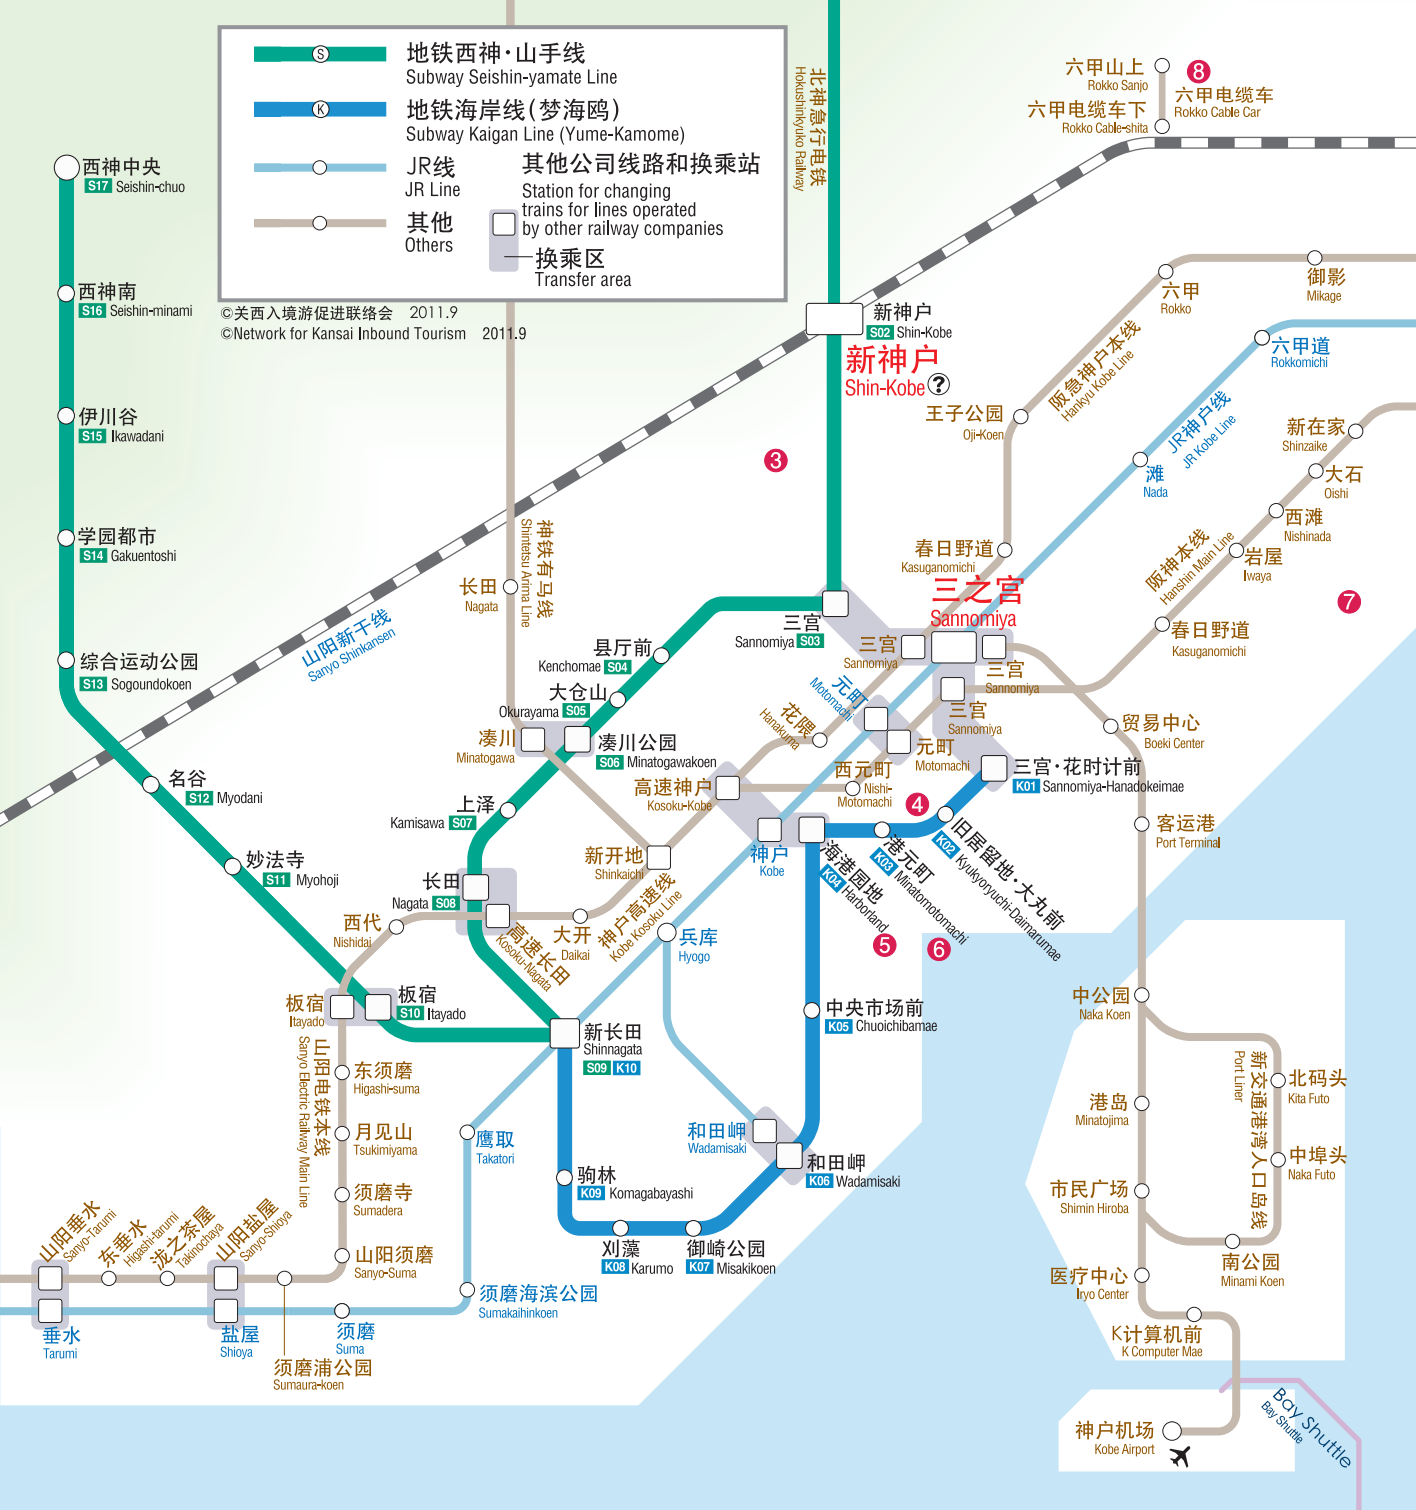 S
地铁西神·山手线
Subway Seishin-yamate Line
K
地铁海岸线(梦海鸥)
Subway Kaigan Line (Yume-Kamome)
JR线
JR Line
其他
Others
其他公司线路和换乘站
Station for changing
trains for lines operated
by other railway companies
换乘区
Transfer area
©关西入境游促进联络会 2011.9
©Network for Kansai Inbound Tourism 2011.9
北神急行电铁
Hokushinkyuko Railway
六甲山上
Rokko Sanjo
8
六甲电缆车
Rokko Cable Car
六甲电缆车下
Rokko Cable-shita
西神中央
S17 Seishin-chuo
西神南
S16 Seishin-minami
伊川谷
S15 Ikawadani
学园都市
S14 Gakuentoshi
综合运动公园
S13 Sogoundokoen
名谷
S12 Myodani
妙法寺
S11 Myohoji
板宿
S10 Itayado
板宿
Itayado
新神户
S02 Shin-Kobe
新神户
Shin-Kobe
?
3
山阳新干线
Sanyo Shinkansen
神铁有马线
Shintetsu Arima Line
长田
Nagata
御影
Mikage
六甲
Rokko
阪急神户本线
Hankyu Kobe Line
王子公园
Oji-Koen
春日野道
Kasuganomichi
六甲道
Rokkomichi
JR神户线
JR Kobe Line
滩
Nada
新在家
Shinzaike
大石
Oishi
西滩
Nishinada
岩屋
Iwaya
阪神本线
Hanshin Main Line
春日野道
Kasuganomichi
7
三之宫
Sannomiya
三宫
Sannomiya S03
三宫
Sannomiya
三宫
Sannomiya
三宫
Sannomiya
县厅前
Kenchomae S04
大仓山
Okurayama S05
凑川
Minatogawa
凑川公园
S06 Minatogawakoen
上泽
Kamisawa S07
长田
Nagata S08
高速长田
Kosoku-Nagata
西代
Nishidai
大开
Daikai
新开地
Shinkaichi
神户高速线
Kobe Kosoku Line
高速神户
Kosoku-Kobe
花隈
Hanakuma
元町
Motomachi
元町
Motomachi
西元町
Nishi-
Motomachi
4
三宫·花时计前
K01 Sannomiya-Hanadokeimae
旧居留地·大丸前
K02 Kyukyoryuchi-Daimarumae
港元町
K03 Minatomotomachi
海港园地
K04 Harborland
5
6
神户
Kobe
兵库
Hyogo
中央市场前
K05 Chuoichibamae
和田岬
Wadamisaki
和田岬
K06 Wadamisaki
御崎公园
K07 Misakikoen
刈藻
K08 Karumo
驹林
K09 Komagabayashi
新长田
Shinnagata
S09 K10
鹰取
Takatori
须磨海滨公园
Sumakaihinkoen
须磨
Suma
盐屋
Shioya
垂水
Tarumi
山阳电铁本线
Sanyo Electric Railway Main Line
东须磨
Higashi-suma
月见山
Tsukimiyama
须磨寺
Sumadera
山阳须磨
Sanyo-Suma
须磨浦公园
Sumaura-koen
山阳盐屋
Sanyo-Shioya
泷之茶屋
Takinochaya
东垂水
Higashi-tarumi
山阳垂水
Sanyo-Tarumi
贸易中心
Boeki Center
客运港
Port Terminal
中公园
Naka Koen
港岛
Minatojima
市民广场
Shimin Hiroba
医疗中心
Iryo Center
K计算机前
K Computer Mae
神户机场
Kobe Airport
新交通港湾人口岛线
Port Liner
北码头
Kita Futo
中埠头
Naka Futo
南公园
Minami Koen
Bay Shuttle
Bay Shuttle